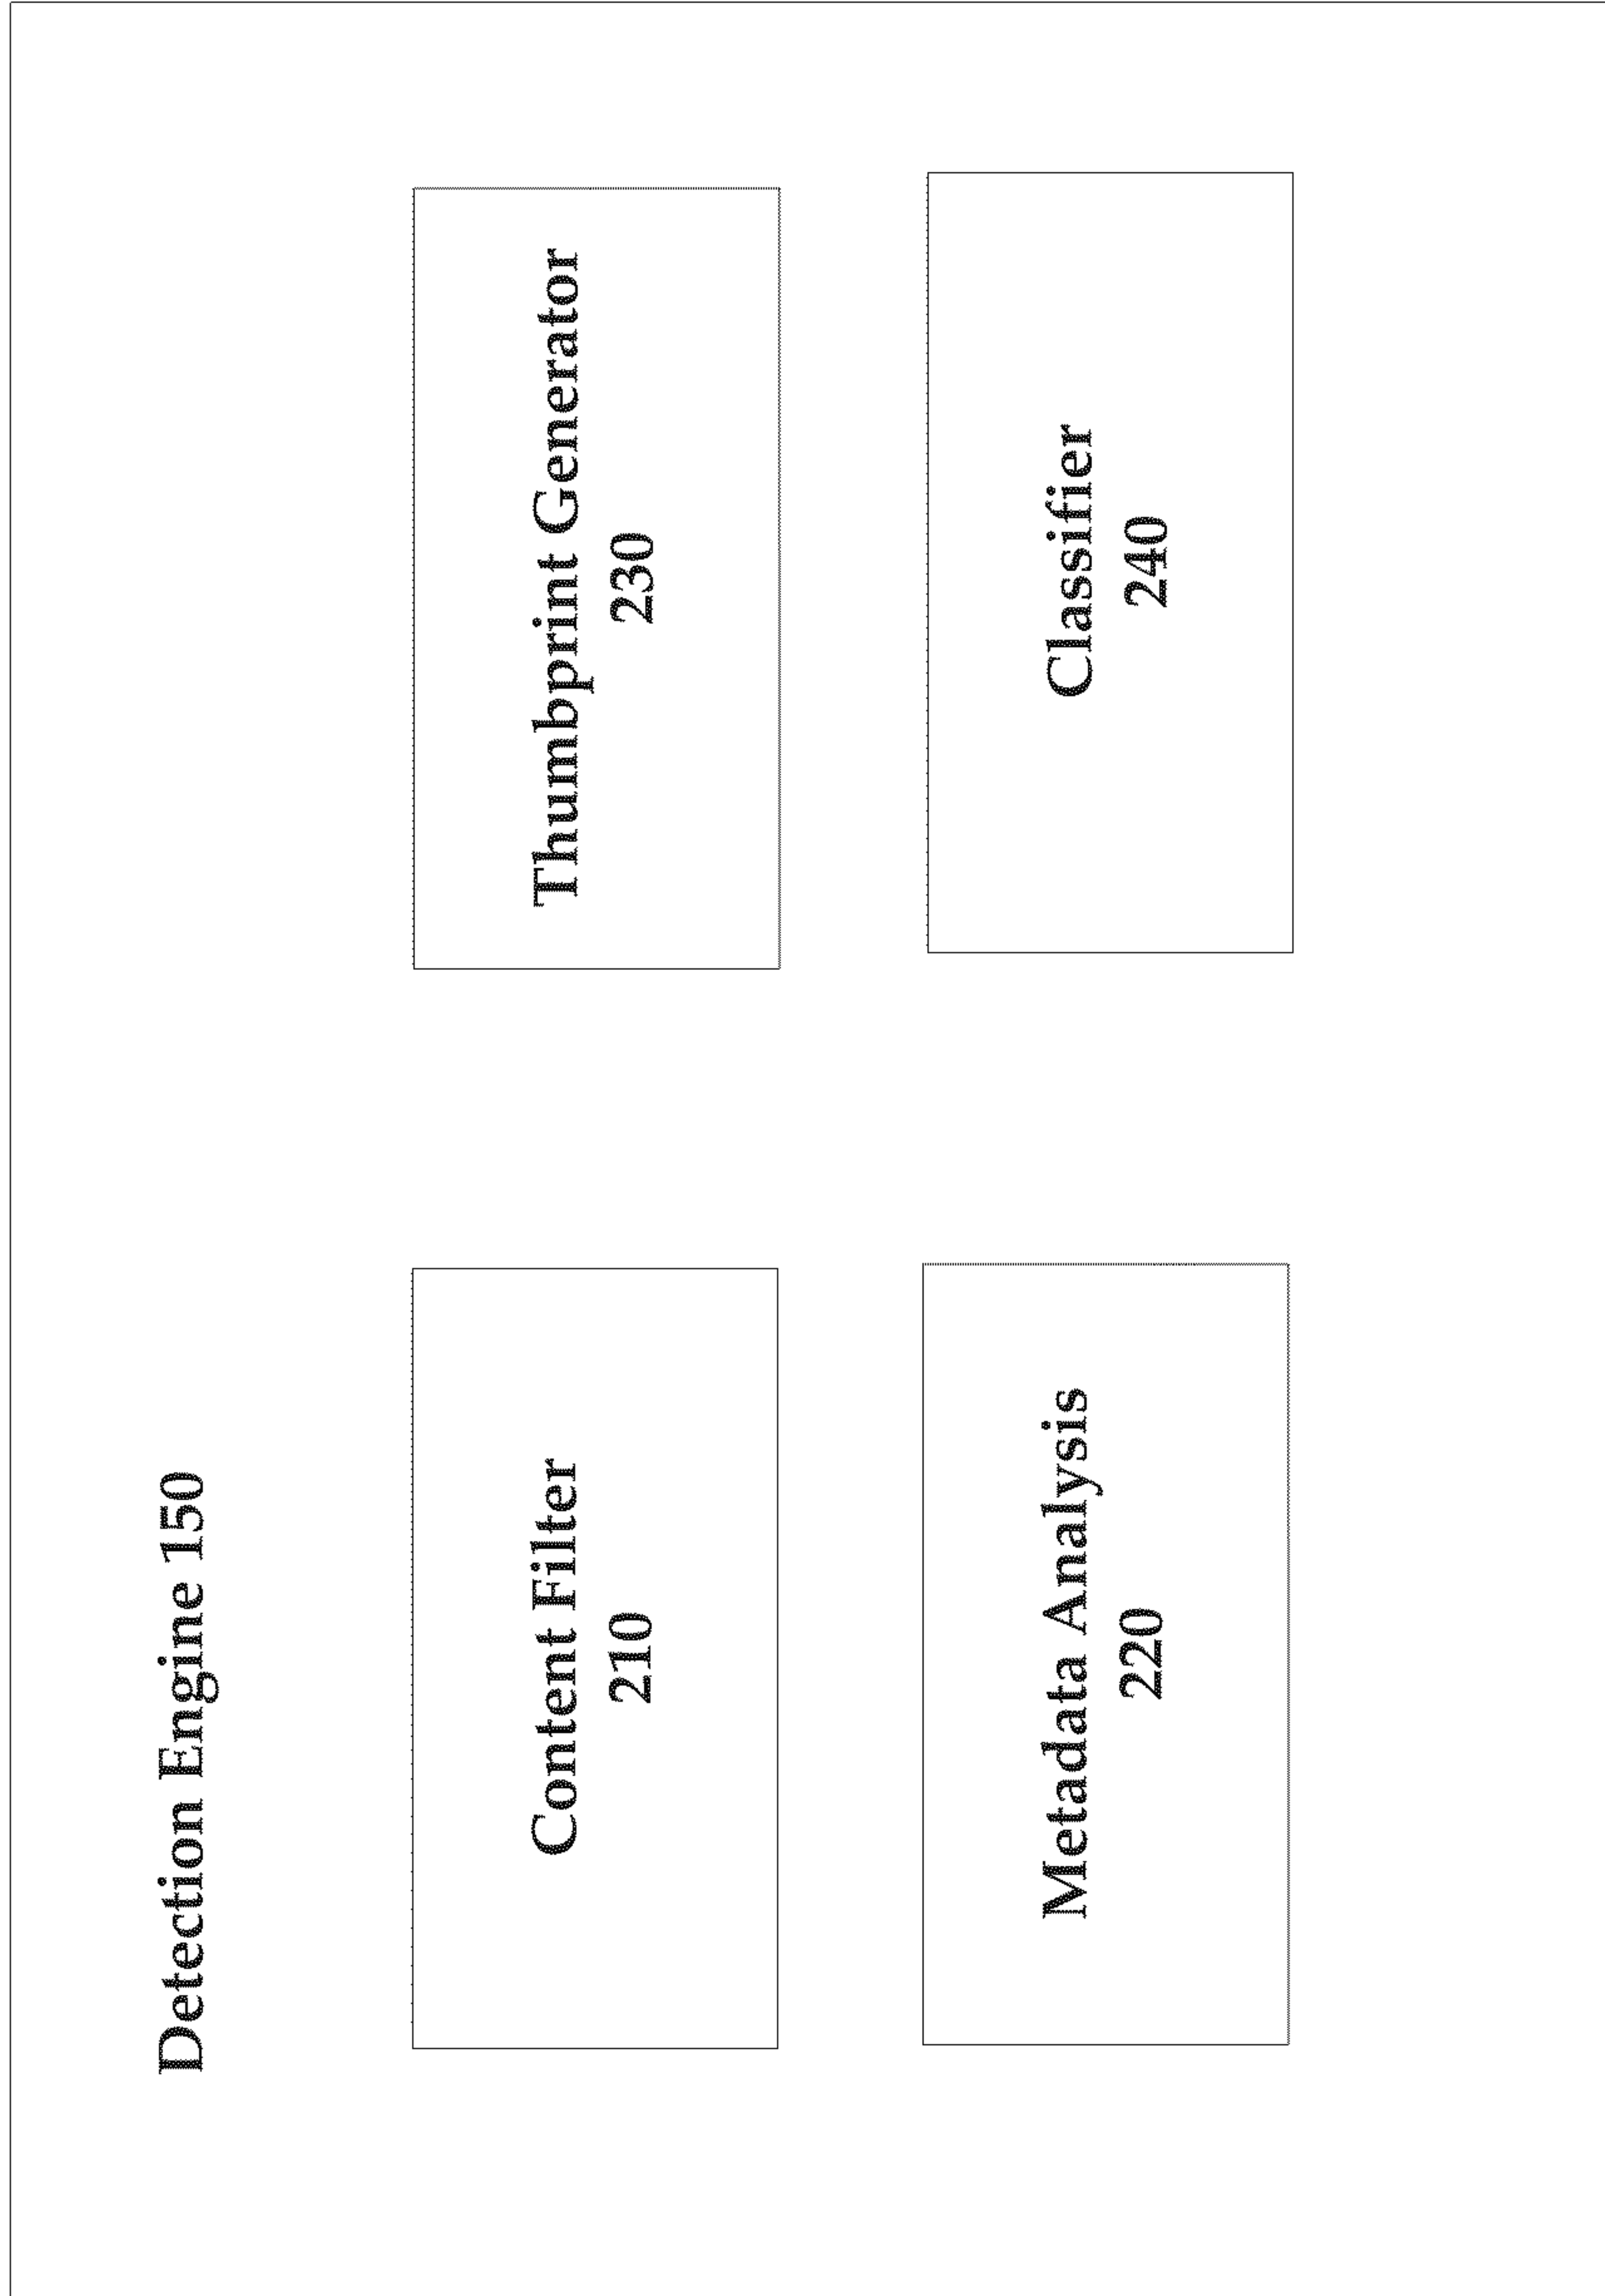 Detection Engine 150
Content Filter
210
Thumbprint Generator
230
Metadata Analysis
220
Classifier
240